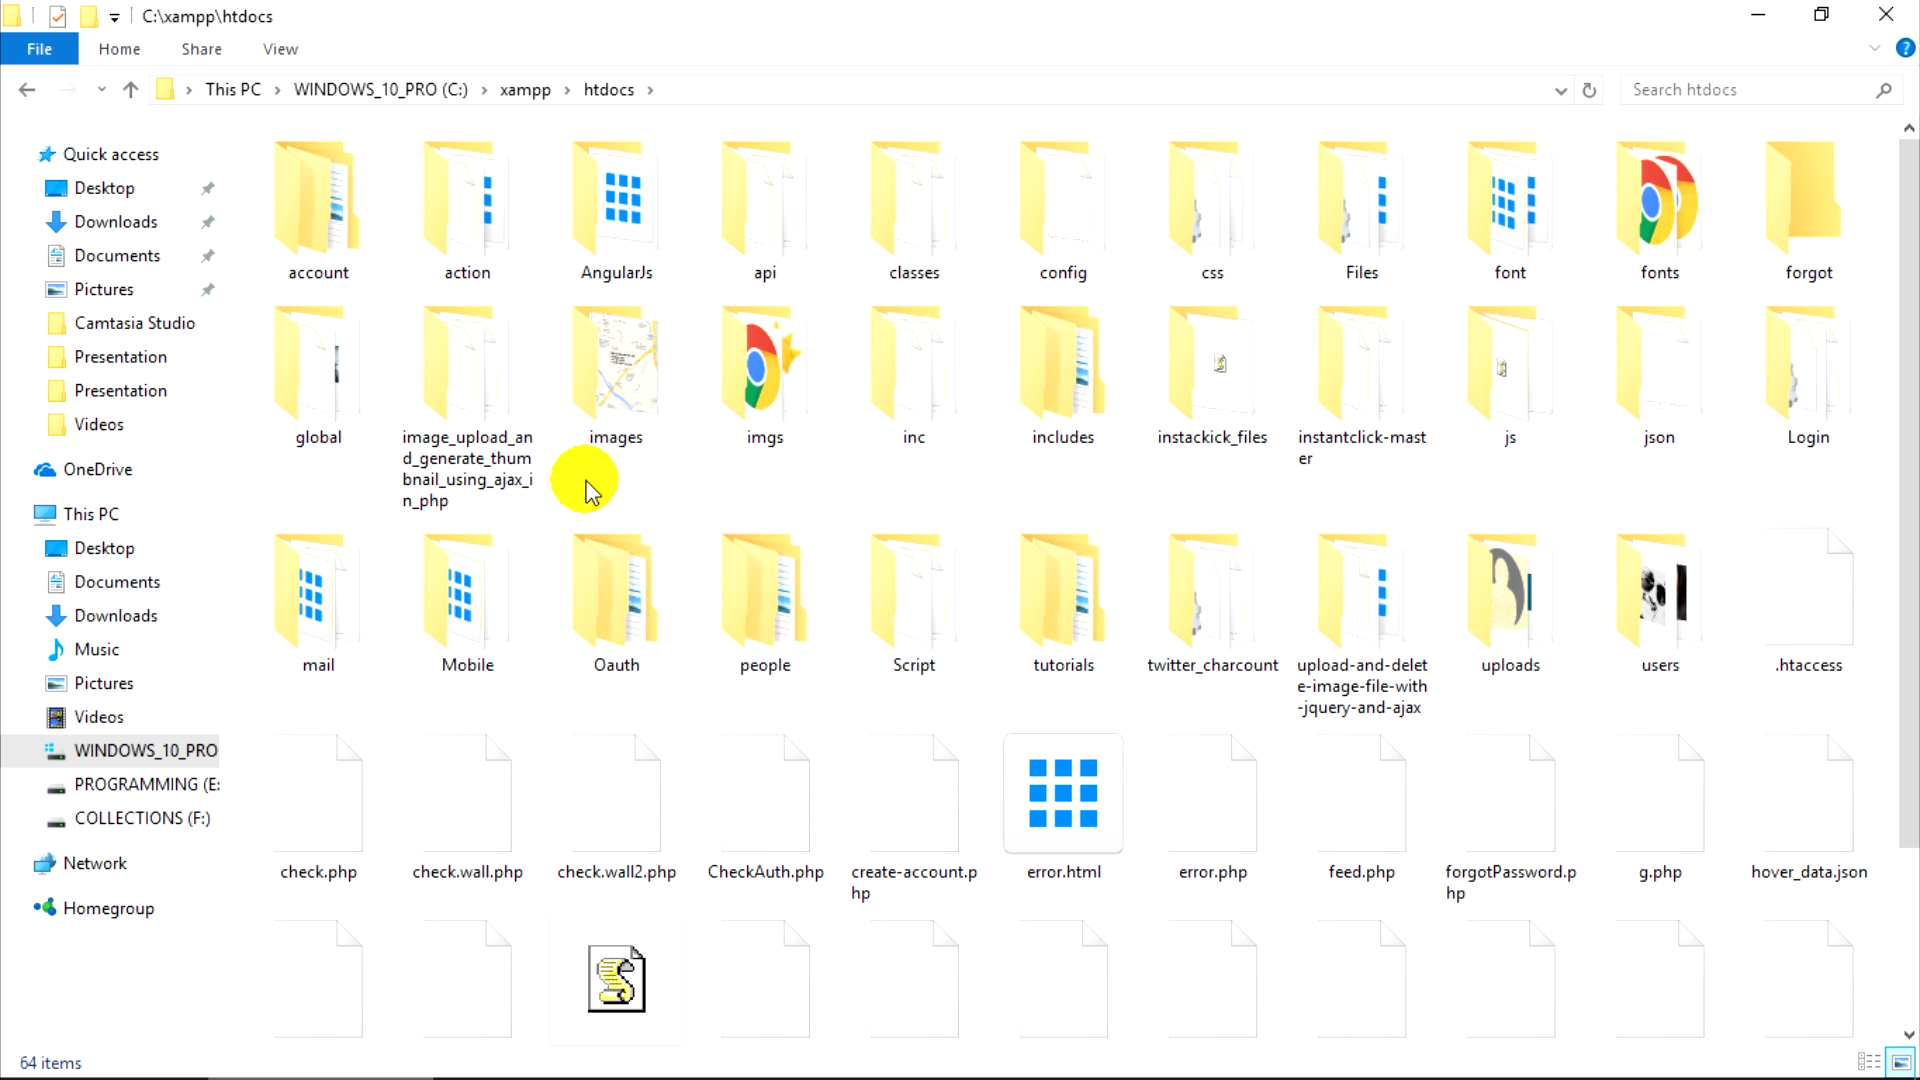 C:\xampp\htdocs
File Home Share View
?
This PC WINDOWS_10_PRO (C:) xampp htdocs
Search htdocs
Quick access
Desktop
Downloads
Documents
Pictures
Camtasia Studio
Presentation
Presentation
Videos
OneDrive
This PC
Desktop
Documents
Downloads
Music
Pictures
Videos
WINDOWS_10_PRO
PROGRAMMING (E:
COLLECTIONS (F:)
Network
Homegroup
account action AngularJs api classes config css Files font fonts forgot
global
image_upload_an
d_generate_thum
bnail_using_ajax_i
n_php
images imgs inc includes instackick_files
instantclick-mast
er
js json Login
mail Mobile Oauth people Script tutorials twitter_charcount
upload-and-delet
e-image-file-with
-jquery-and-ajax
uploads users .htaccess
check.php check.wall.php check.wall2.php CheckAuth.php
create-account.p
hp
error.html error.php feed.php
forgotPassword.p
hp
g.php hover_data.json
64 items